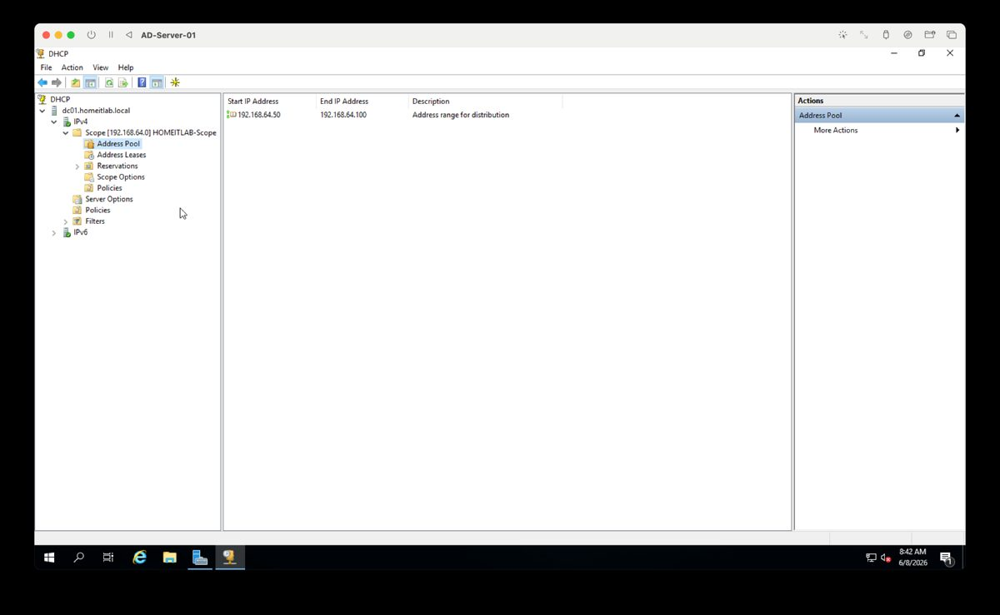 AD-Server-01
DHCP
File Action View Help
DHCP
dc01.homeitlab.local
IPv4
Scope [192.168.64.0] HOMEITLAB-Scope
Address Pool
Address Leases
Reservations
Scope Options
Policies
Server Options
Policies
Filters
IPv6
Start IP Address End IP Address Description
192.168.64.50 192.168.64.100 Address range for distribution
Actions
Address Pool
More Actions
8:42 AM
6/8/2026
1